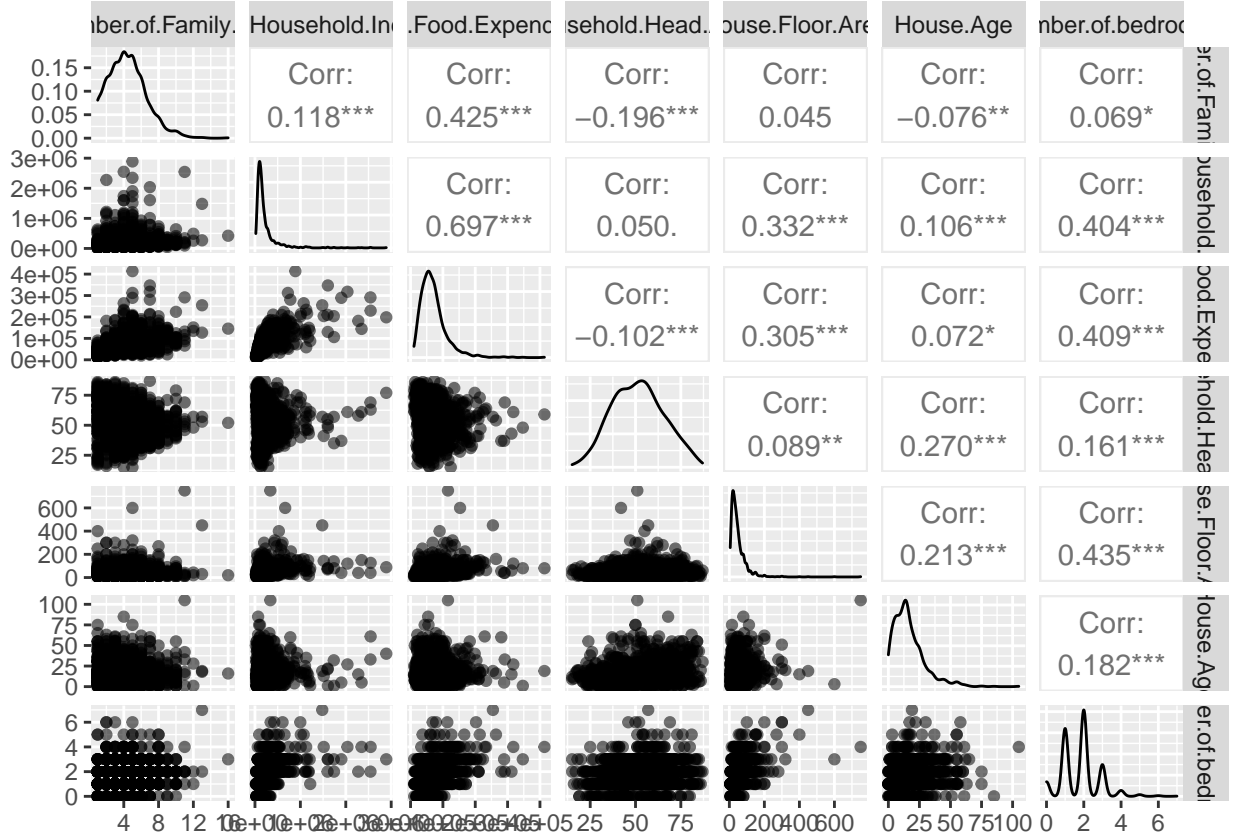 nber.of.Family.
Household.Inc
.Food.Expend
sehold.Head.
ouse.Floor.Are
House.Age
mber.of.bedroo
0.15
0.10
0.05
0.00
Corr:
0.118***
Corr:
0.425***
Corr:
−0.196***
Corr:
0.045
Corr:
−0.076**
Corr:
0.069*
er.of.Fami
3e+06
2e+06
1e+06
0e+00
Corr:
0.697***
Corr:
0.050.
Corr:
0.332***
Corr:
0.106***
Corr:
0.404***
ousehold.
4e+05
3e+05
2e+05
1e+05
0e+00
Corr:
−0.102***
Corr:
0.305***
Corr:
0.072*
Corr:
0.409***
ood.Expe
75
50
25
Corr:
0.089**
Corr:
0.270***
Corr:
0.161***
ehold.Hea
600
400
200
0
Corr:
0.213***
Corr:
0.435***
se.Floor.A
100
75
50
25
0
Corr:
0.182***
House.Ag
6
4
2
0
er.of.bed
4 8 12 16
25 50 75
0 200 400 600
0 25 50 75 100
0 2 4 6